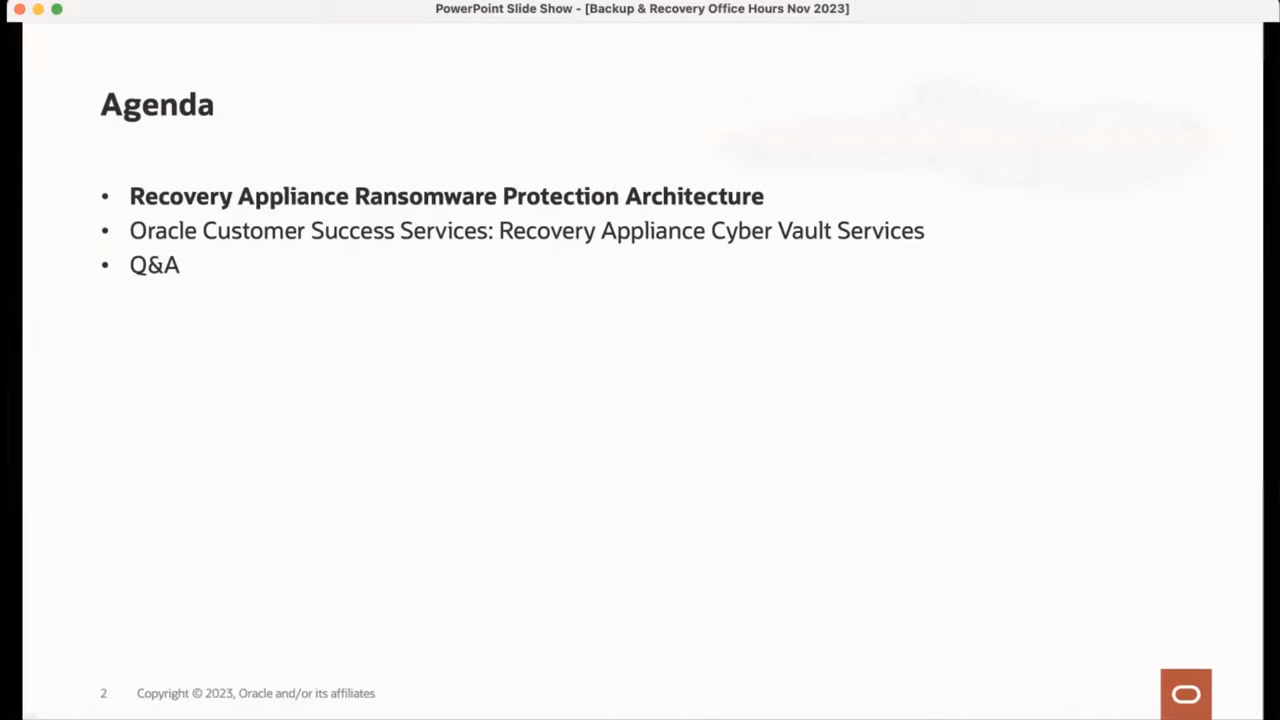 PowerPoint Slide Show - [Backup & Recovery Office Hours Nov 2023]
Agenda
• Recovery Appliance Ransomware Protection Architecture
• Oracle Customer Success Services: Recovery Appliance Cyber Vault Services
• Q&A
2 Copyright © 2023, Oracle and/or its affiliates